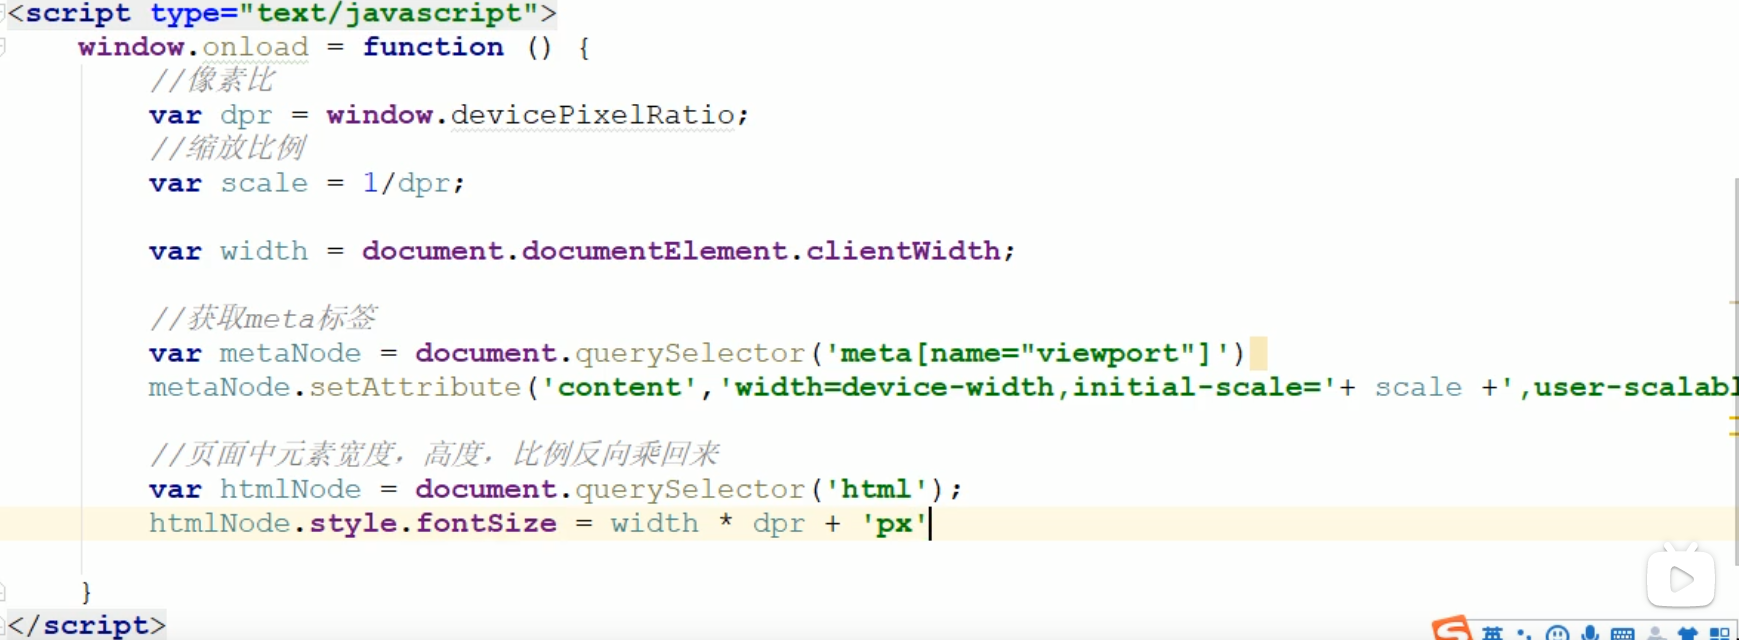 <script type="text/javascript">
window.onload = function () {
//像素比
var dpr = window.devicePixelRatio;
//缩放比例
var scale = 1/dpr;
var width = document.documentElement.clientWidth;
//获取meta标签
var metaNode = document.querySelector('meta[name="viewport"]')
metaNode.setAttribute('content','width=device-width,initial-scale='+ scale +',user-scalabl
//页面中元素宽度，高度，比例反向乘回来
var htmlNode = document.querySelector('html');
htmlNode.style.fontSize = width * dpr + 'px'
}
</script>
英